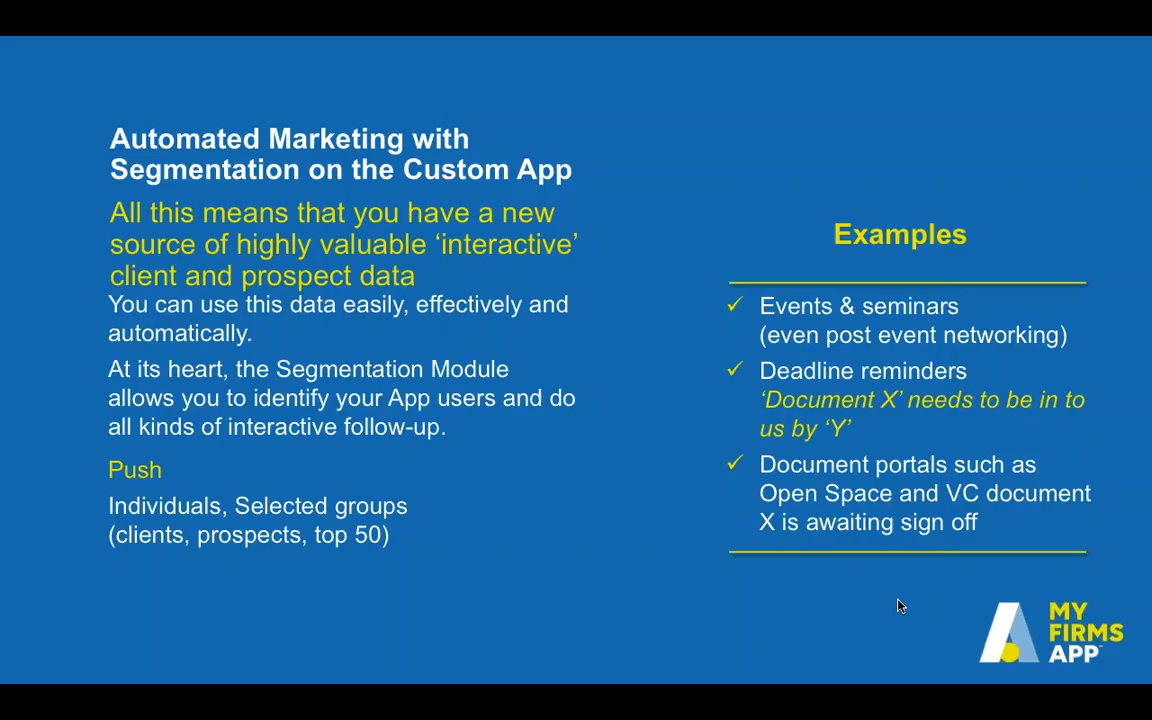 Automated Marketing with
Segmentation on the Custom App
All this means that you have a new
source of highly valuable ‘interactive’
client and prospect data
You can use this data easily, effectively and
automatically.
At its heart, the Segmentation Module
allows you to identify your App users and do
all kinds of interactive follow-up.
Push
Individuals, Selected groups
(clients, prospects, top 50)
Examples
Events & seminars
(even post event networking)
Deadline reminders
‘Document X’ needs to be in to
us by ‘Y’
Document portals such as
Open Space and VC document
X is awaiting sign off
MY
FIRMS
APP